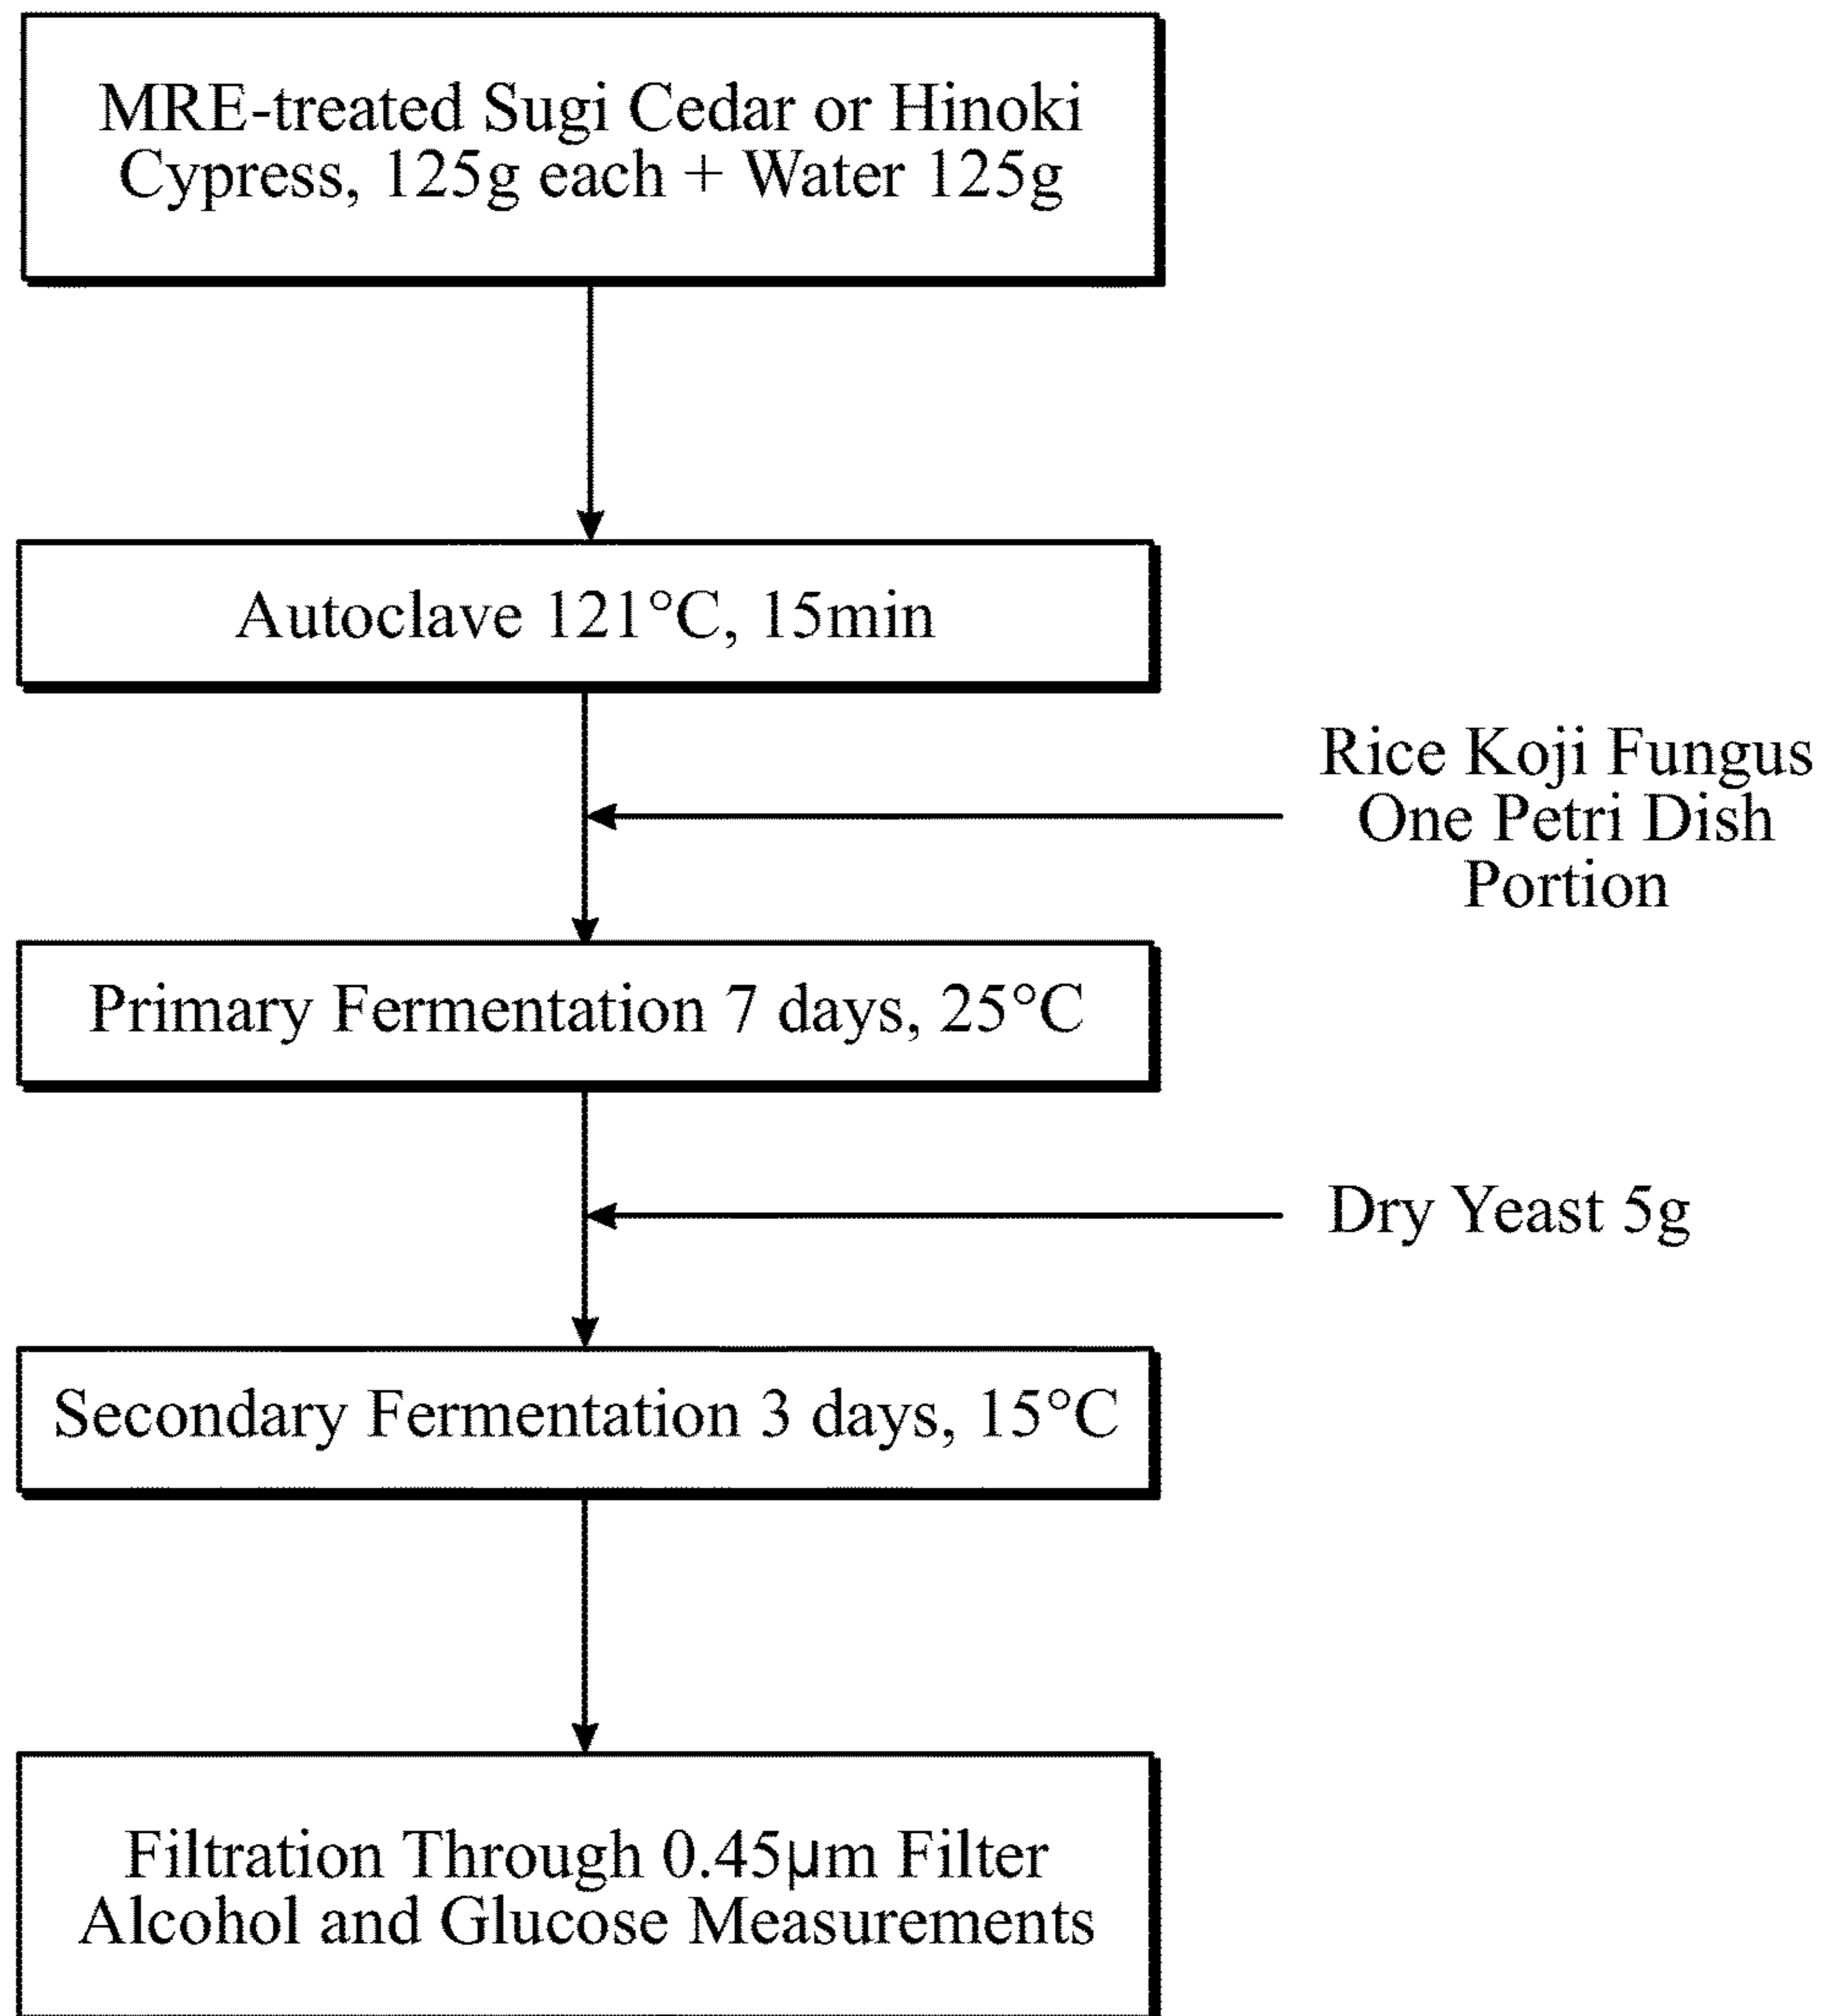 MRE-treated Sugi Cedar or Hinoki
Cypress, 125g each + Water 125g
Autoclave 121°C, 15min
Rice Koji Fungus
One Petri Dish
Portion
Primary Fermentation 7 days, 25°C
Dry Yeast 5g
Secondary Fermentation 3 days, 15°C
Filtration Through 0.45μm Filter
Alcohol and Glucose Measurements